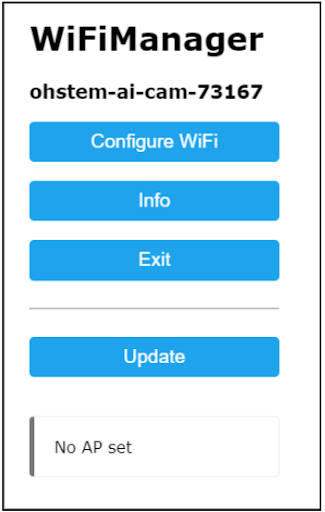 WiFiManager
ohstem-ai-cam-73167
Configure WiFi
Info
Exit
Update
No AP set